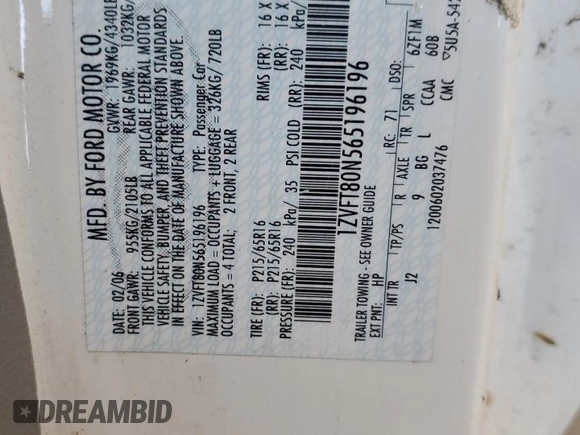 MFD. BY FORD MOTOR CO.
DATE: 02/06 GVWR: 1969KG/4340LB
FRONT GAWR: 955KG/2105LB REAR GAWR: 1032KG
THIS VEHICLE CONFORMS TO ALL APPLICABLE FEDERAL MOTOR
VEHICLE SAFETY, BUMPER, AND THEFT PREVENTION STANDARDS
IN EFFECT ON THE DATE OF MANUFACTURE SHOWN ABOVE.
VIN: 1ZVFT80N565196196 TYPE: Passenger Car
MAXIMUM LOAD = OCCUPANTS + LUGGAGE = 326KG/720LB
OCCUPANTS = 4 TOTAL; 2 FRONT, 2 REAR
TIRE (FR): P215/65R16 RIMS (FR): 16 X
(RR): P215/65R16 (RR): 16 X
PRESSURE (FR): 240 kPa/ 35 PSI COLD (RR): 240 kPa/
1ZVFT80N565196196
TRAILER TOWING - SEE OWNER GUIDE
EXT PNT: HP RC: 71 DSO:
INT TR TP/PS R AXLE TR SPR 6ZF1M
J2 9 BG L CCAA 60B
1200602037476 CMC ▽5U5A-542
DREAMBID